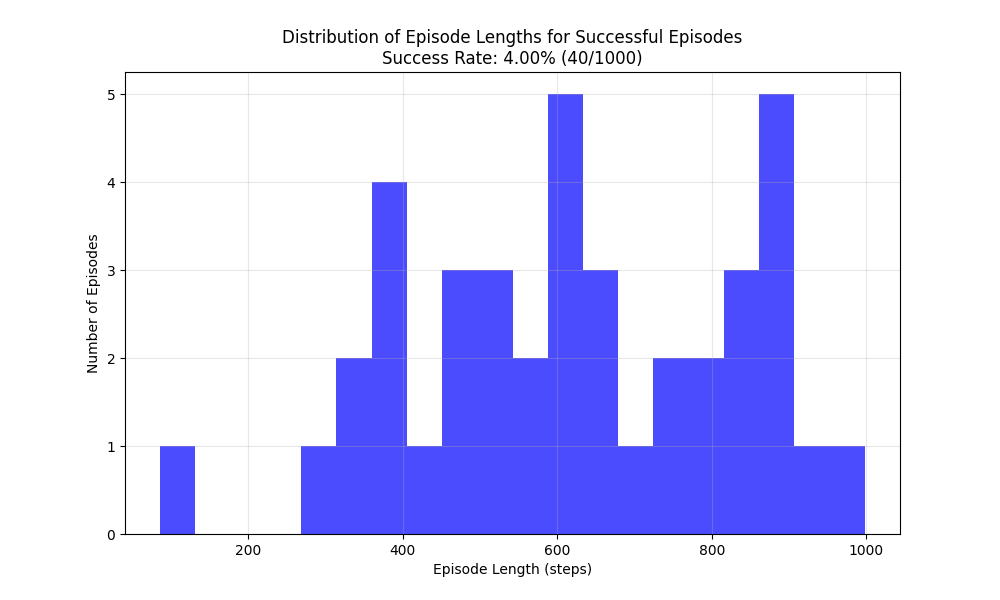 Distribution of Episode Lengths for Successful Episodes
Success Rate: 4.00% (40/1000)
Number of Episodes
5
4
3
2
1
0
200 400 600 800 1000
Episode Length (steps)